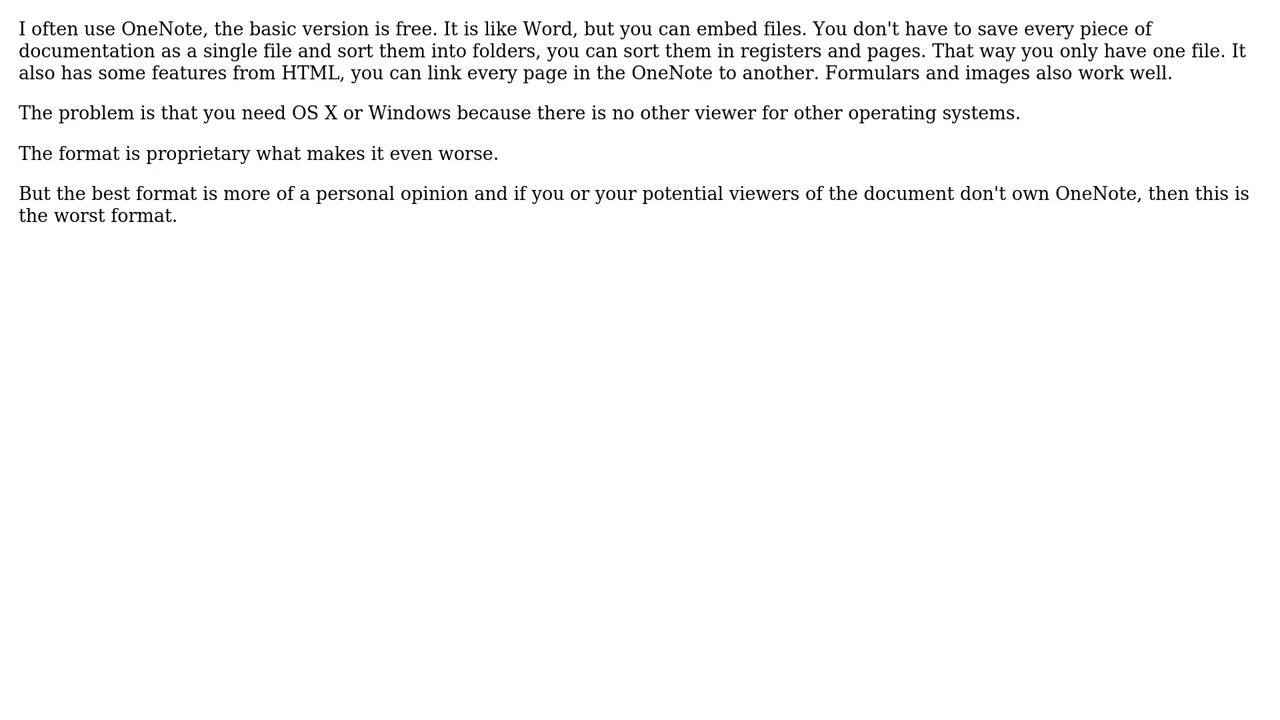 I often use OneNote, the basic version is free. It is like Word, but you can embed files. You don't have to save every piece of
documentation as a single file and sort them into folders, you can sort them in registers and pages. That way you only have one file. It
also has some features from HTML, you can link every page in the OneNote to another. Formulars and images also work well.
The problem is that you need OS X or Windows because there is no other viewer for other operating systems.
The format is proprietary what makes it even worse.
But the best format is more of a personal opinion and if you or your potential viewers of the document don't own OneNote, then this is
the worst format.